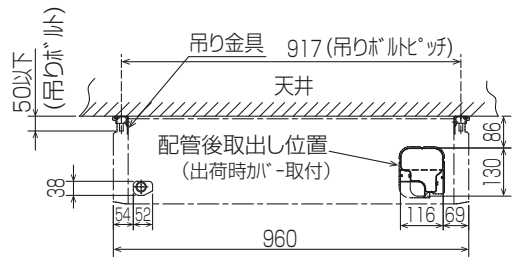 50以下
(吊りボルト)
吊り金具
917(吊りボルトピッチ)
天井
配管後取出し位置
(出荷時カバー取付)
86
130
38
54
52
116
69
960